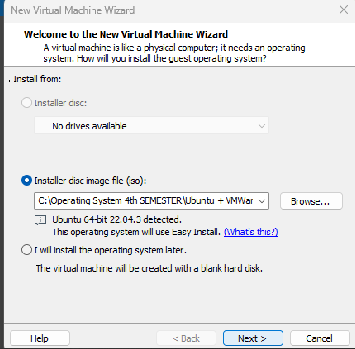 New Virtual Machine Wizard
Welcome to the New Virtual Machine Wizard
A virtual machine is like a physical computer; it needs an operating
system. How will you install the guest operating system?
Install from:
Installer disc:
No drives available
Installer disc image file (iso):
C:\Operating System 4th SEMESTER\Ubuntu + VMWar
Browse...
Ubuntu 64-bit 22.04.3 detected.
This operating system will use Easy Install. (What's this?)
I will install the operating system later.
The virtual machine will be created with a blank hard disk.
Help
< Back
Next >
Cancel